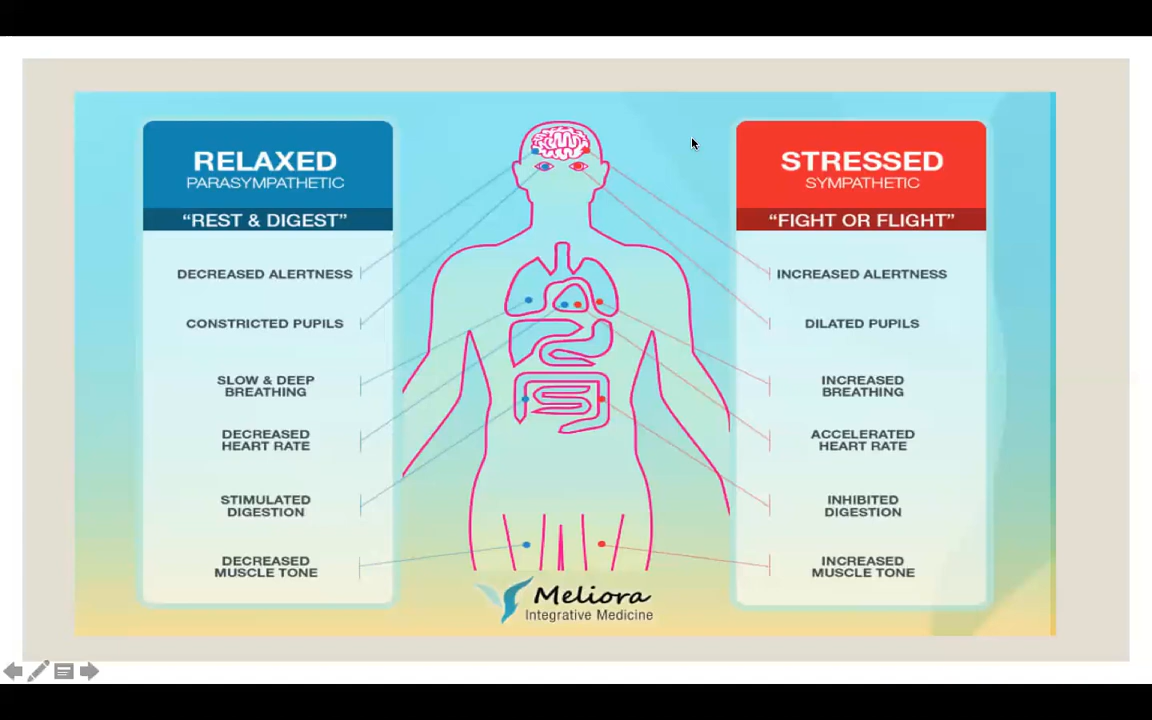 RELAXED
PARASYMPATHETIC
“REST & DIGEST”
DECREASED ALERTNESS
CONSTRICTED PUPILS
SLOW & DEEP
BREATHING
DECREASED
HEART RATE
STIMULATED
DIGESTION
DECREASED
MUSCLE TONE
STRESSED
SYMPATHETIC
“FIGHT OR FLIGHT”
INCREASED ALERTNESS
DILATED PUPILS
INCREASED
BREATHING
ACCELERATED
HEART RATE
INHIBITED
DIGESTION
INCREASED
MUSCLE TONE
Meliora
Integrative Medicine